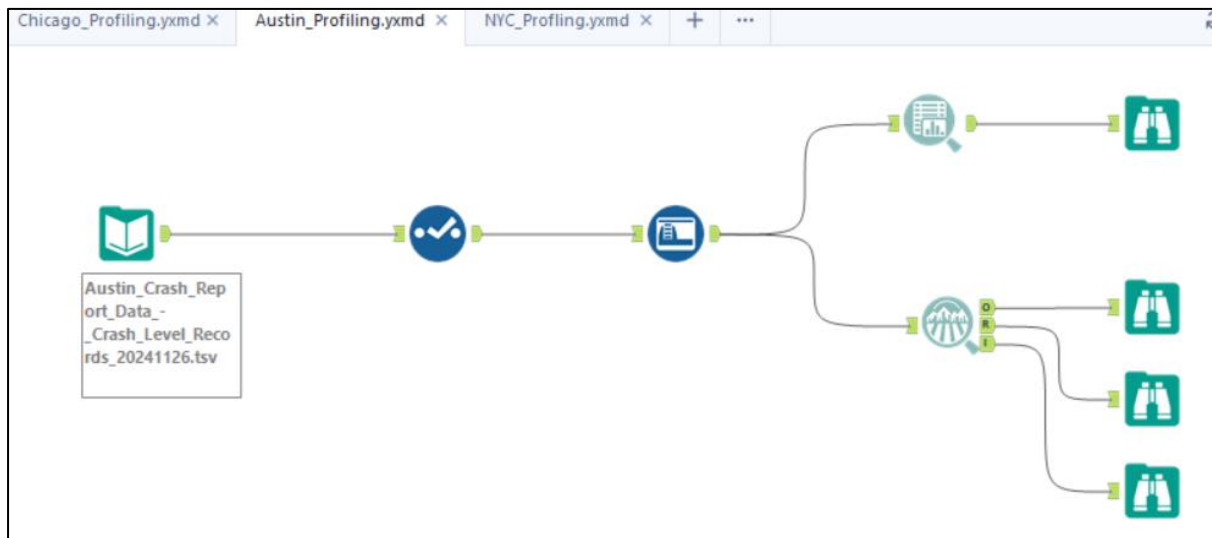 Chicago_Profiling.yxmd × Austin_Profiling.yxmd × NYC_Profling.yxmd × + ...
Austin_Crash_Rep
ort_Data_-
_Crash_Level_Reco
rds_20241126.tsv
O
R
I